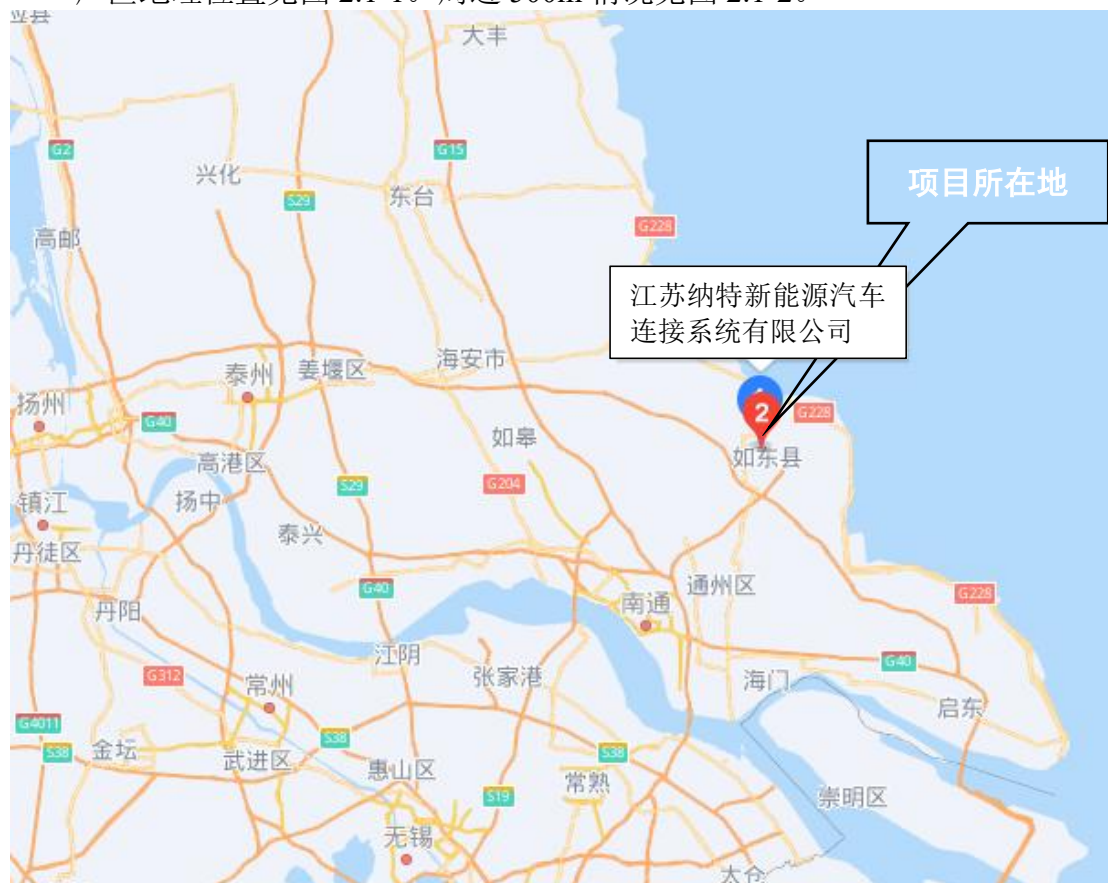 大丰
G2
G15
兴化
S29
东台
项目所在地
高邮
G228
江苏纳特新能源汽车
连接系统有限公司
海安市
姜堰区
泰州
扬州
G40
2
G228
如皋
如东县
高港区
S29
G204
镇江
扬中
泰兴
丹徒区
G40
通州区
G228
丹阳
南通
江阴
G40
G312
张家港
海门
常州
启东
G4011
S38
S38
S38
金坛
武进区
惠山区
常熟
S19
崇明区
无锡
太仓